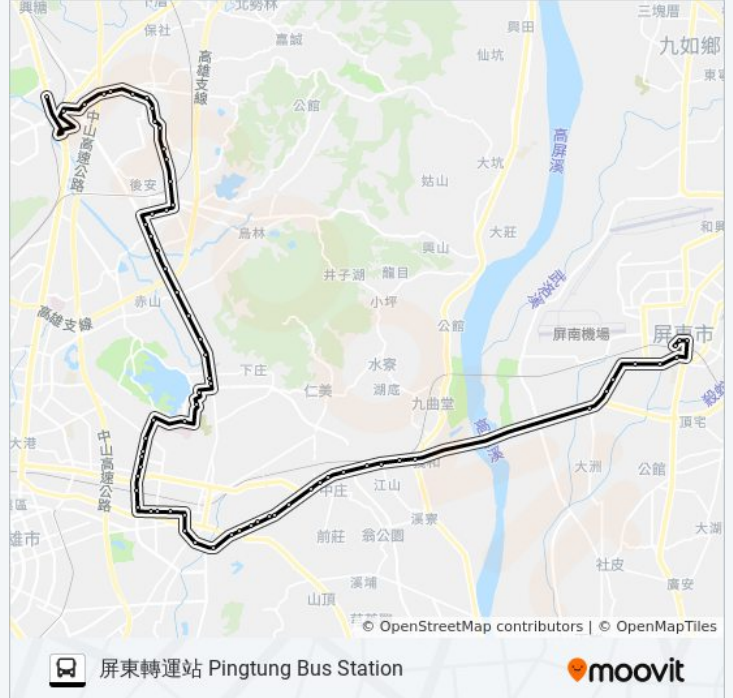 興糖
保社
北勢林
嘉誠
興田
三塊厝
仙坑
九如鄉
高雄支線
公館
中山高速公路
高屏溪
大坑
後安
姑山
大莊
和興
烏林
興山
井子湖
龍目
武洛溪
赤山
小坪
高雄支線
公館
屏南機場
屏東市
下庄
水寮
仁美
湖底
九曲堂
頂宅
大港
中山高速公路
大洲
公館
中庄
江山
溪寮
大湖
雄市
前莊
翁公園
社皮
溪埔
廣安
山頂
© OpenStreetMap contributors | © OpenMapTiles
屏東轉運站 Pingtung Bus Station
moovit